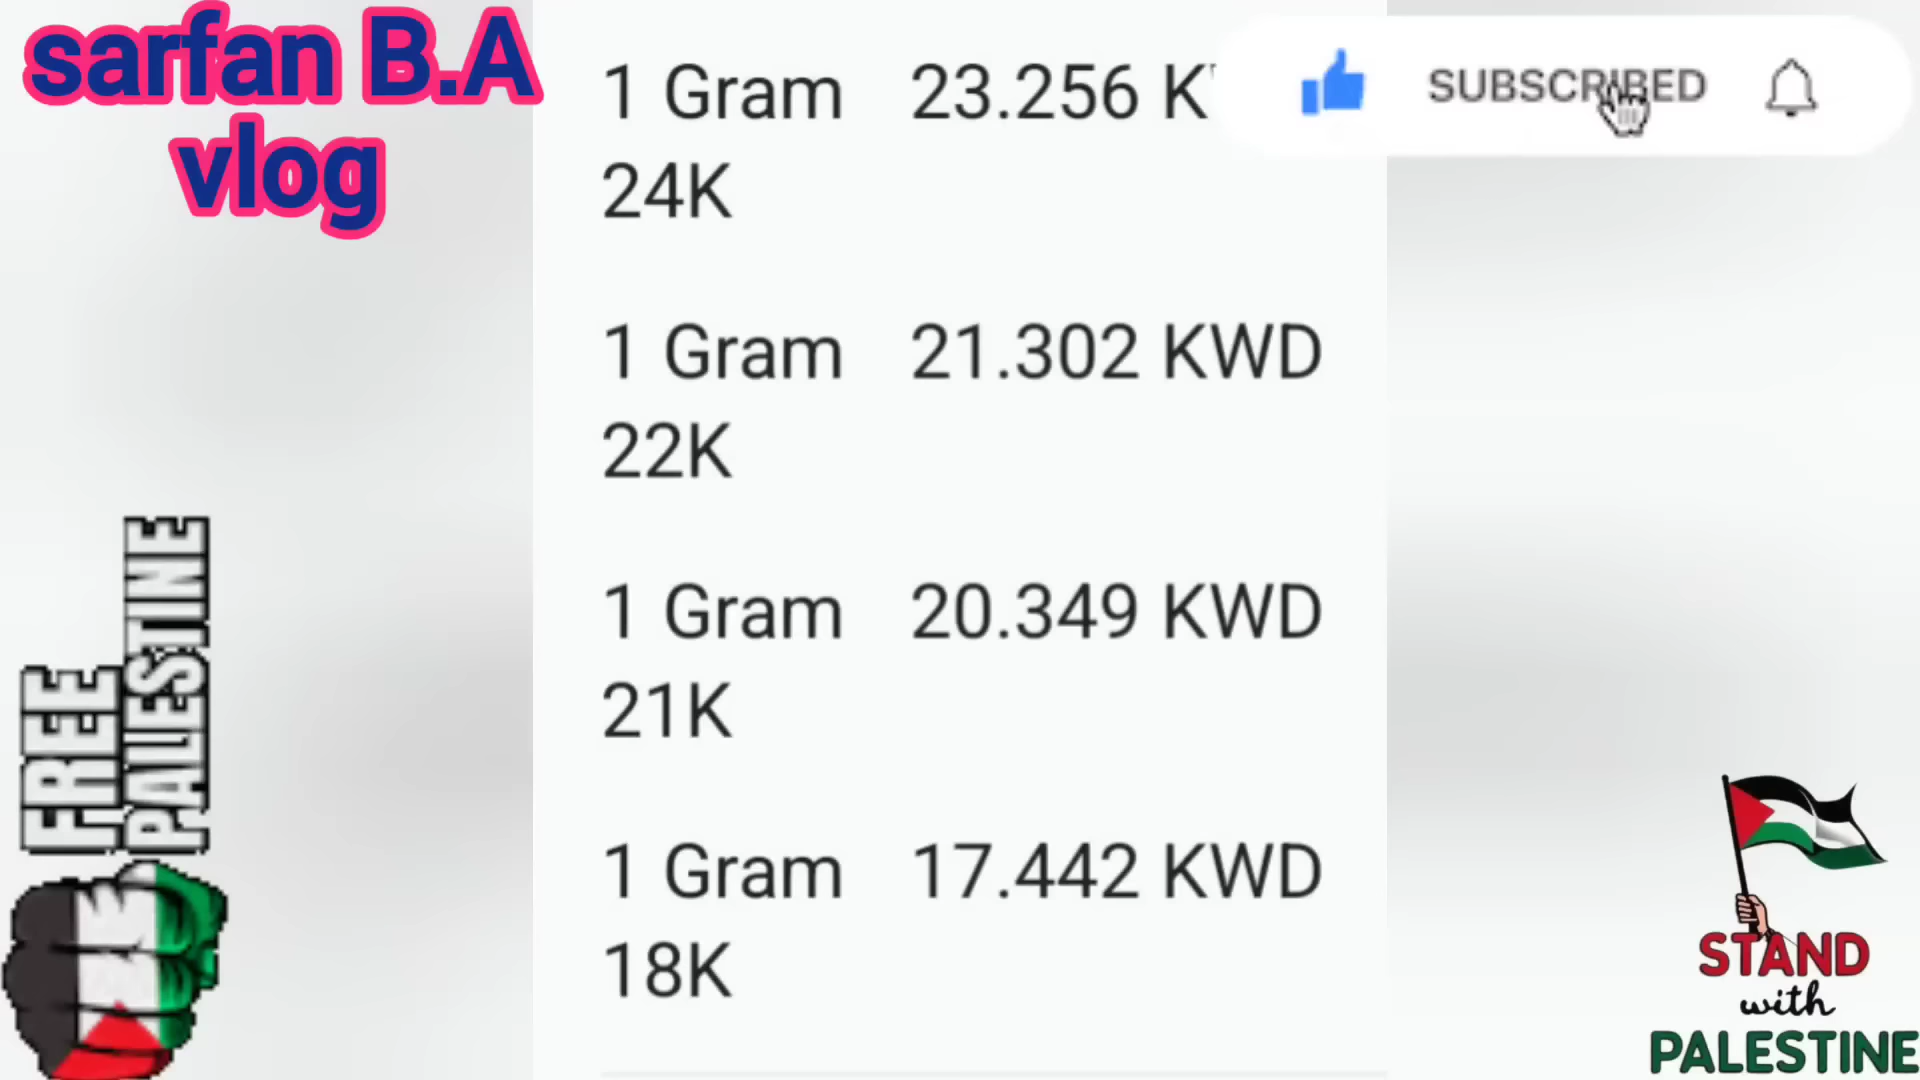 sarfan B.A
vlog
1 Gram 23.256 K
24K
SUBSCRIBED
1 Gram 21.302 KWD
22K
1 Gram 20.349 KWD
21K
1 Gram 17.442 KWD
18K
FREE
PALESTINE
STAND
with
PALESTINE